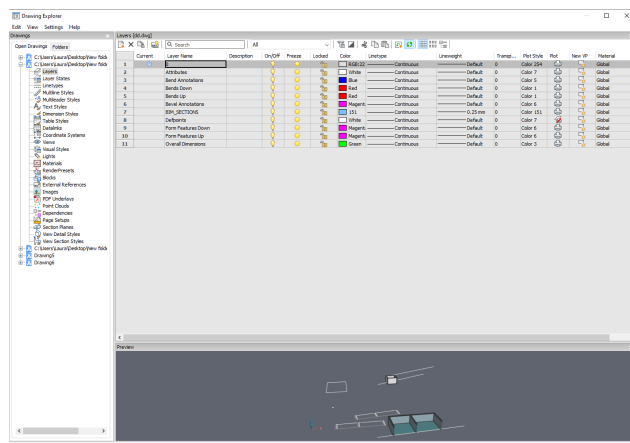 Drawing Explorer
Edit View Settings Help
Drawings
Open Drawings Folders
C:\Users\Laura\Desktop\New foldi
C:\Users\Laura\Desktop\New foldi
Layers
Layer States
Linetypes
Multiline Styles
Multileader Styles
Text Styles
Dimension Styles
Table Styles
Datalinks
Coordinate Systems
Views
Visual Styles
Lights
Materials
RenderPresets
Blocks
External References
Images
PDF Underlays
Point Clouds
Dependencies
Page Setups
Section Planes
View Detail Styles
View Section Styles
C:\Users\Laura\Desktop\New foldi
Drawing5
Drawing6
Layers [dd.dwg]
Search
All
Current Layer Name Description On/Off Freeze Locked Color Linetype Lineweight Transp... Plot Style Plot New VP Material
1 RGB:22 Continuous Default 0 Color 254 Global
2 Attributes White Continuous Default 0 Color 7 Global
3 Bend Annotations Blue Continuous Default 0 Color 5 Global
4 Bends Down Red Continuous Default 0 Color 1 Global
5 Bends Up Red Continuous Default 0 Color 1 Global
6 Bevel Annotations Magent Continuous Default 0 Color 6 Global
7 BIM_SECTIONS 151 Continuous 0.25 mm 0 Color 151 Global
8 Defpoints White Continuous Default 0 Color 7 Global
9 Form Features Down Magent Continuous Default 0 Color 6 Global
10 Form Features Up Magent Continuous Default 0 Color 6 Global
11 Overall Dimensions Green Continuous Default 0 Color 3 Global
Preview